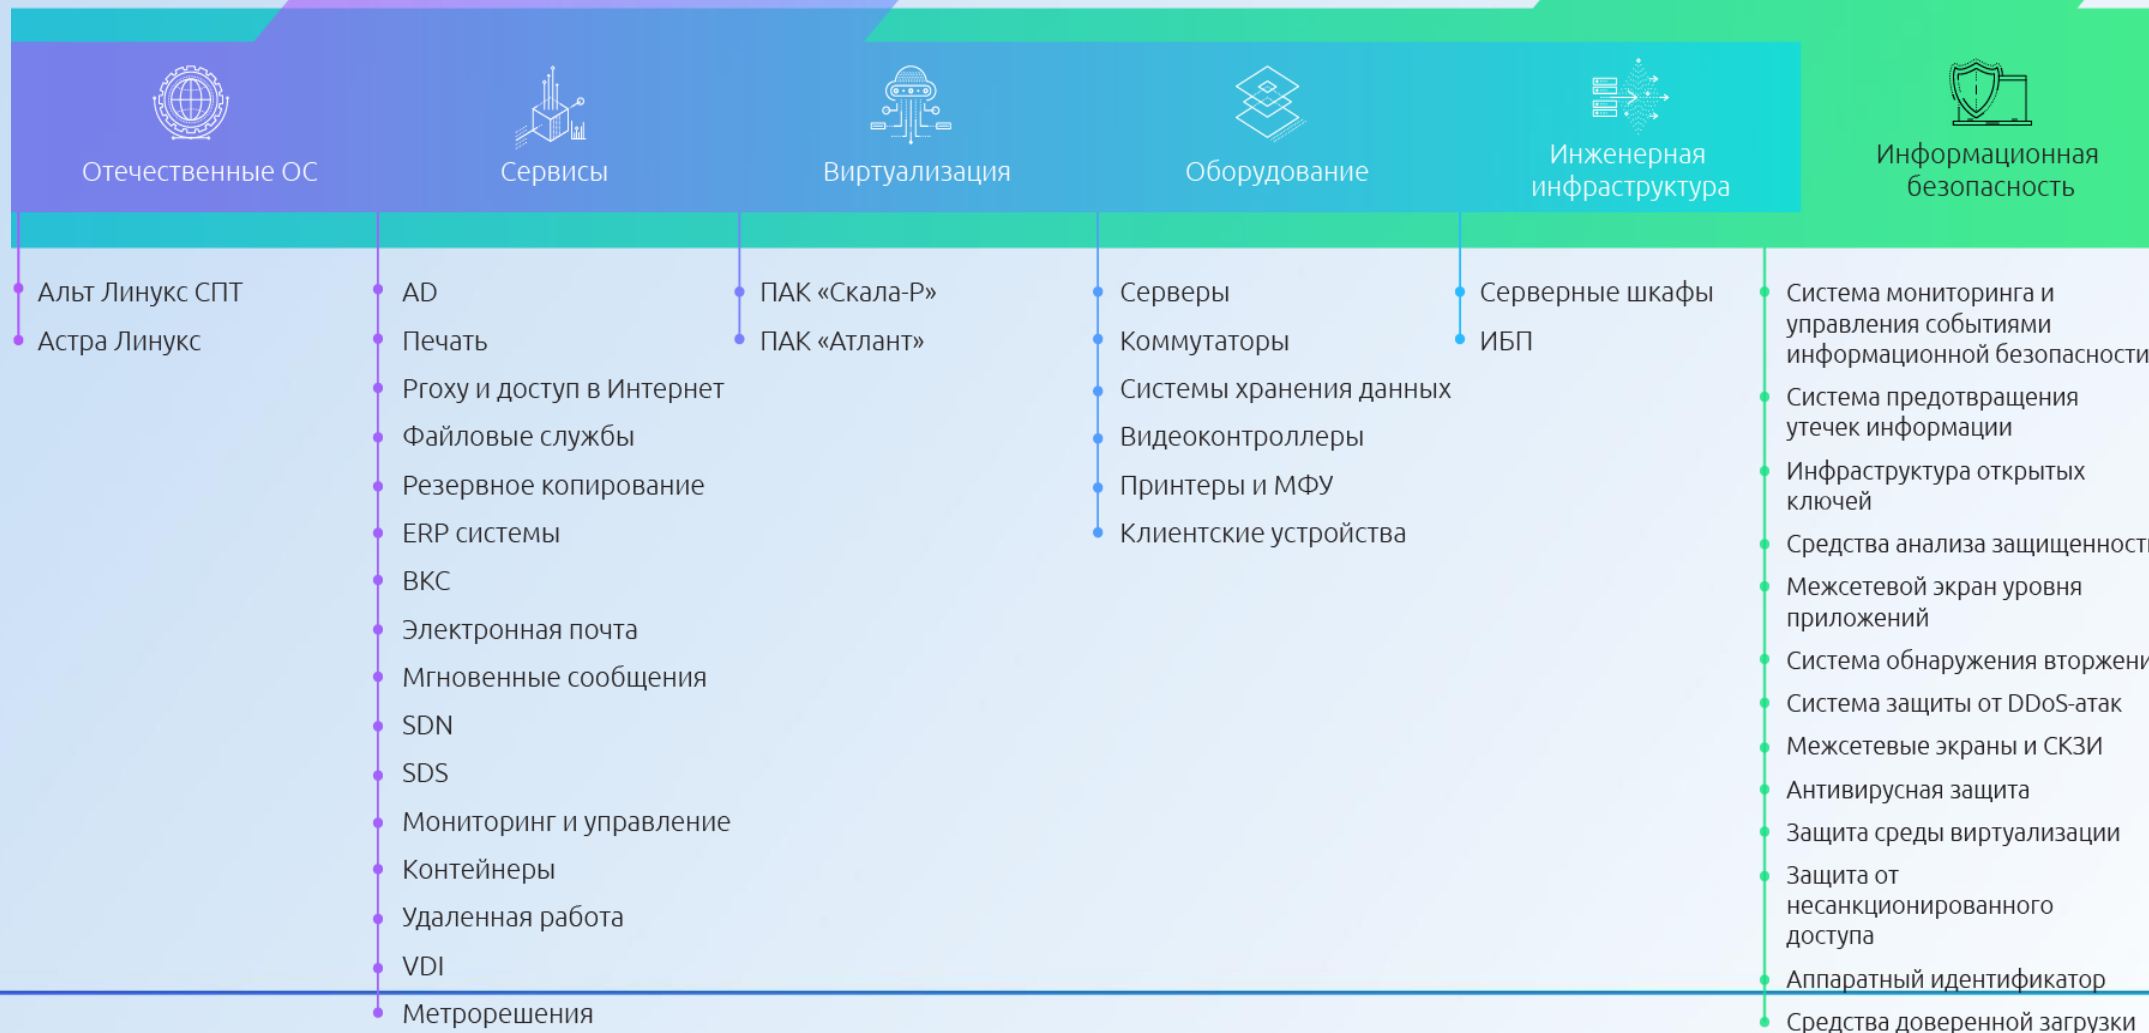 Отечественные ОС
Альт Линукс СПТ
Астра Линукс
Сервисы
AD
Печать
Proxy и доступ в Интернет
Файловые службы
Резервное копирование
ERP системы
ВКС
Электронная почта
Мгновенные сообщения
SDN
SDS
Мониторинг и управление
Контейнеры
Удаленная работа
VDI
Метрорешения
Виртуализация
ПАК «Скала-Р»
ПАК «Атлант»
Оборудование
Серверы
Коммутаторы
Системы хранения данных
Видеоконтроллеры
Принтеры и МФУ
Клиентские устройства
Инженерная
инфраструктура
Серверные шкафы
ИБП
Информационная
безопасность
Система мониторинга и
управления событиями
информационной безопасности
Система предотвращения
утечек информации
Инфраструктура открытых
ключей
Средства анализа защищенности
Межсетевой экран уровня
приложений
Система обнаружения вторжени
Система защиты от DDoS-атак
Межсетевые экраны и СКЗИ
Антивирусная защита
Защита среды виртуализации
Защита от
несанкционированного
доступа
Аппаратный идентификатор
Средства доверенной загрузки